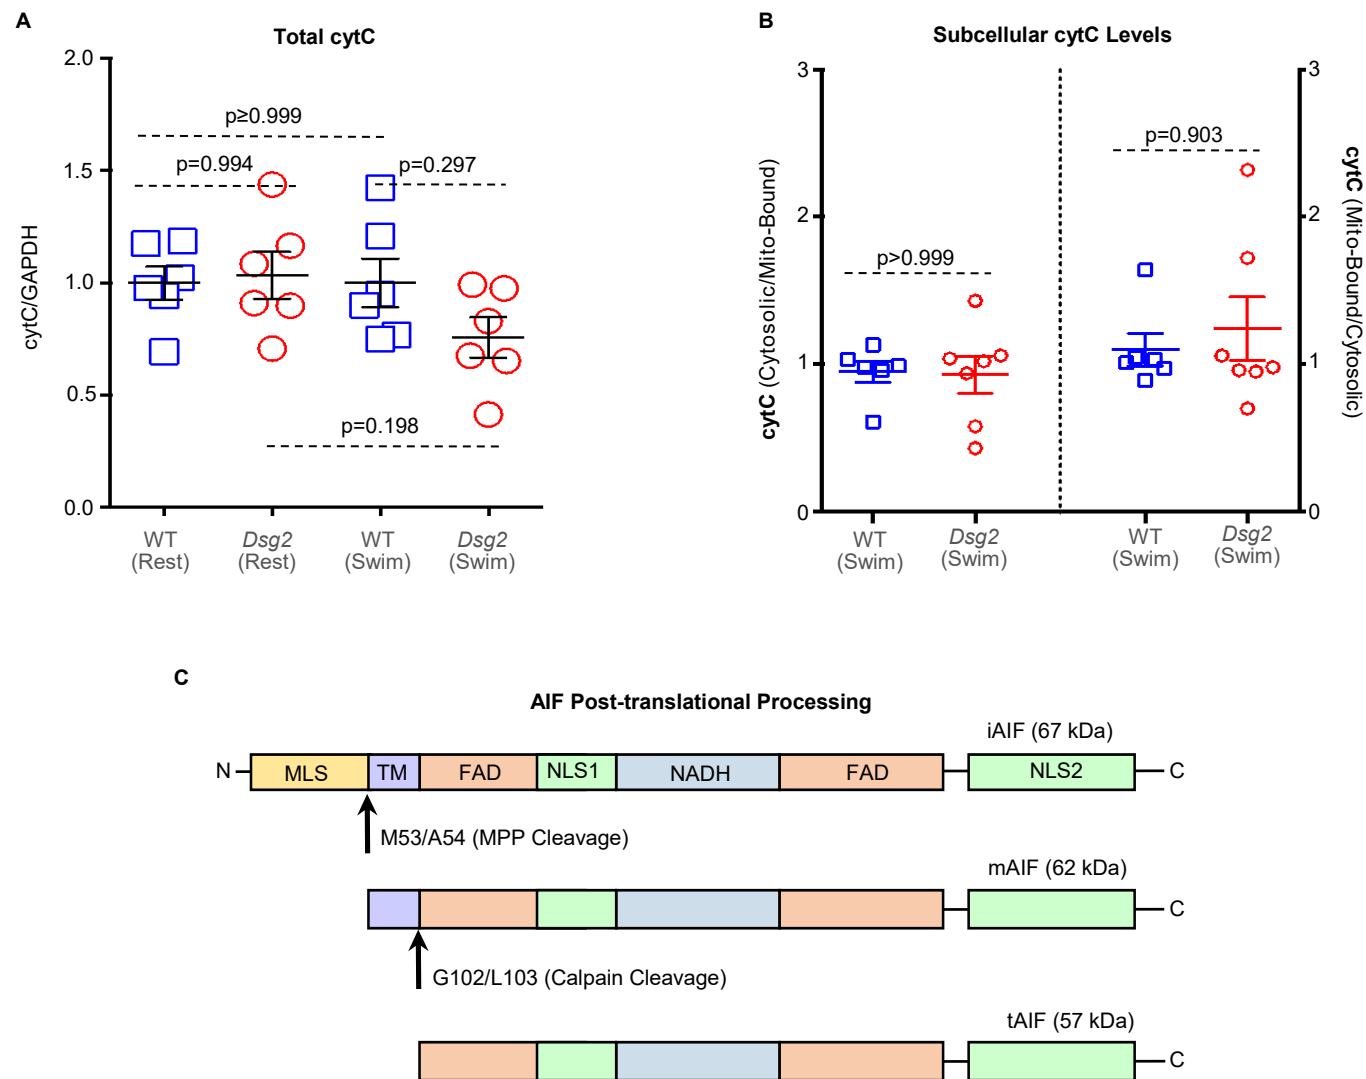 A
Total cytC
cytC/GAPDH
2.0
1.5
1.0
0.5
0.0
p≥0.999
p=0.994
p=0.297
p=0.198
WT
(Rest)
Dsg2
(Rest)
WT
(Swim)
Dsg2
(Swim)
B
Subcellular cytC Levels
cytC (Cytosolic/Mito-Bound)
3
2
1
0
p>0.999
p=0.903
3
2
1
0
cytC (Mito-Bound/Cytosolic)
WT
(Swim)
Dsg2
(Swim)
WT
(Swim)
Dsg2
(Swim)
C
AIF Post-translational Processing
iAIF (67 kDa)
N MLS TM FAD NLS1 NADH FAD NLS2 C
M53/A54 (MPP Cleavage)
mAIF (62 kDa)
C
G102/L103 (Calpain Cleavage)
tAIF (57 kDa)
C